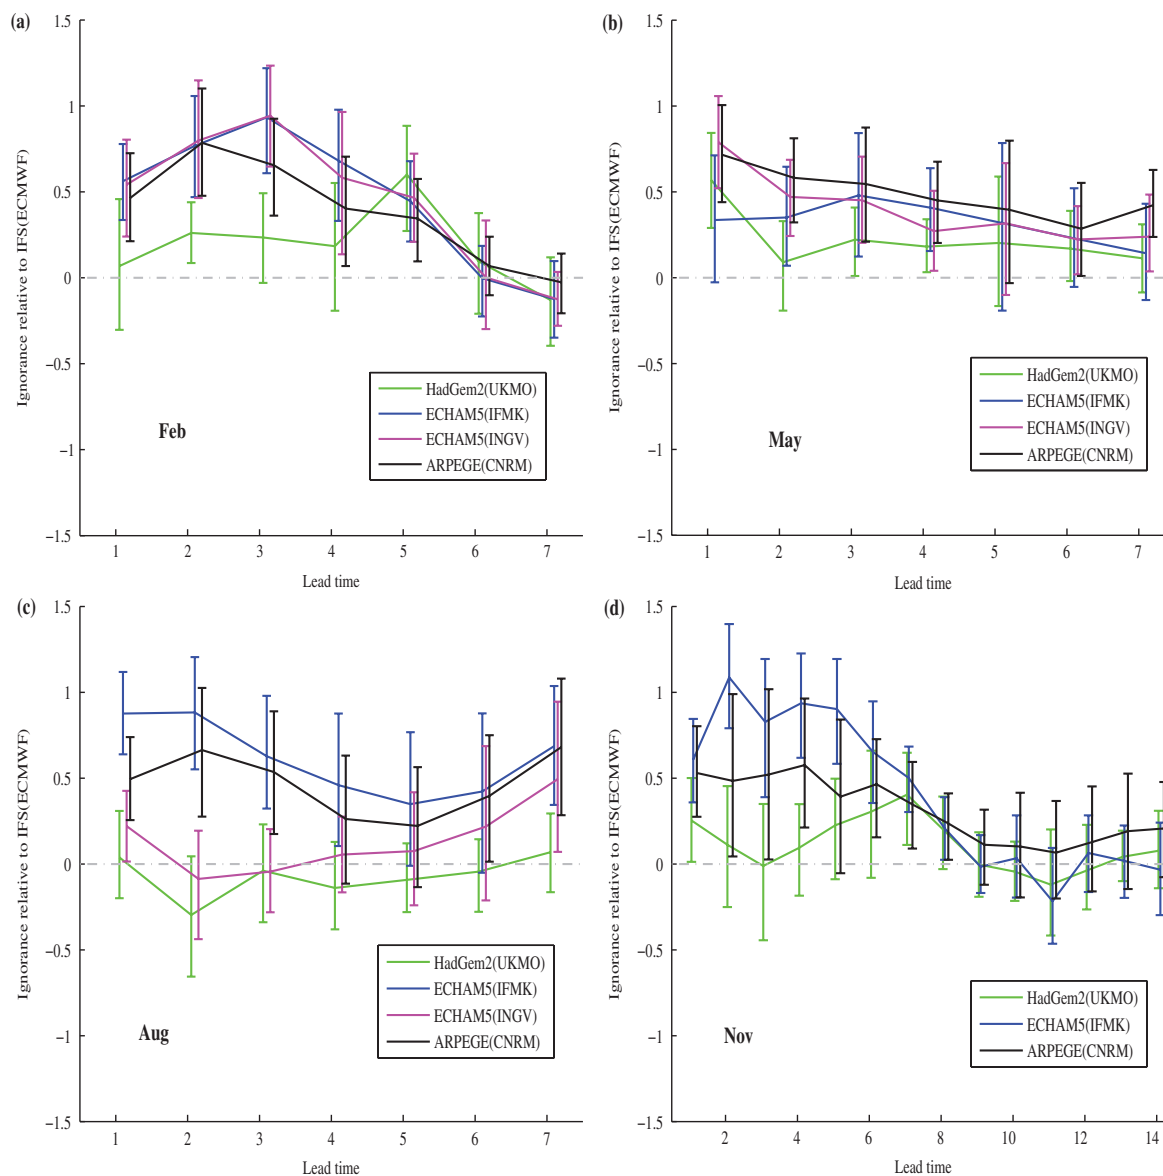 (a)
1.5
1
0.5
0
−0.5
−1
−1.5
Ignorance relative to IFS(ECMWF)
HadGem2(UKMO)
ECHAM5(IFMK)
ECHAM5(INGV)
ARPEGE(CNRM)
Feb
1 2 3 4 5 6 7
Lead time
(b)
1.5
1
0.5
0
−0.5
−1
−1.5
Ignorance relative to IFS(ECMWF)
HadGem2(UKMO)
ECHAM5(IFMK)
ECHAM5(INGV)
ARPEGE(CNRM)
May
1 2 3 4 5 6 7
Lead time
(c)
1.5
1
0.5
0
−0.5
−1
−1.5
Ignorance relative to IFS(ECMWF)
HadGem2(UKMO)
ECHAM5(IFMK)
ECHAM5(INGV)
ARPEGE(CNRM)
Aug
1 2 3 4 5 6 7
Lead time
(d)
1.5
1
0.5
0
−0.5
−1
−1.5
Ignorance relative to IFS(ECMWF)
HadGem2(UKMO)
ECHAM5(IFMK)
ARPEGE(CNRM)
Nov
2 4 6 8 10 12 14
Lead time